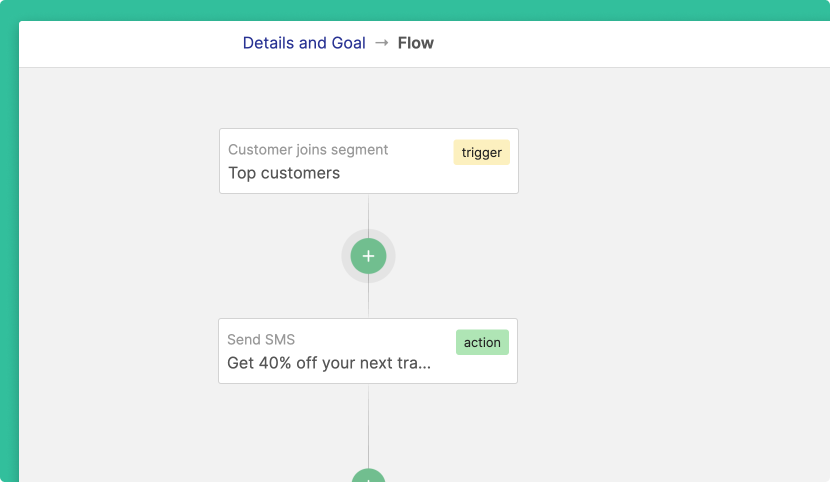 Details and Goal → Flow
Customer joins segment
trigger
Top customers
+
Send SMS
action
Get 40% off your next tra...